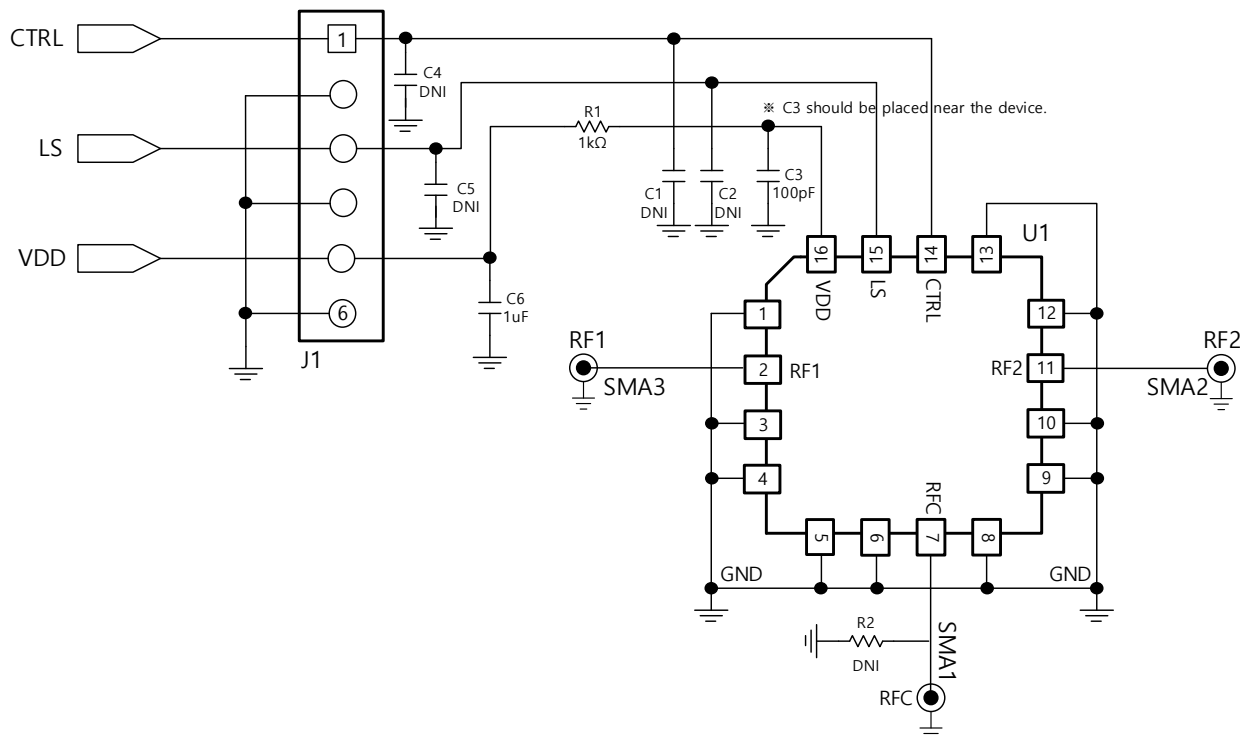 CTRL
1
C4
DNI
※ C3 should be placed near the device.
R1
1kΩ
LS
C5
DNI
C1
DNI
C2
DNI
C3
100pF
VDD
C6
1uF
6
J1
U1
16
15
14
13
VDD
LS
CTRL
1
12
RF1
SMA3
2
RF1
RF2
11
RF2
SMA2
3
10
4
9
RFC
5
6
7
8
GND
GND
R2
DNI
SMA1
RFC